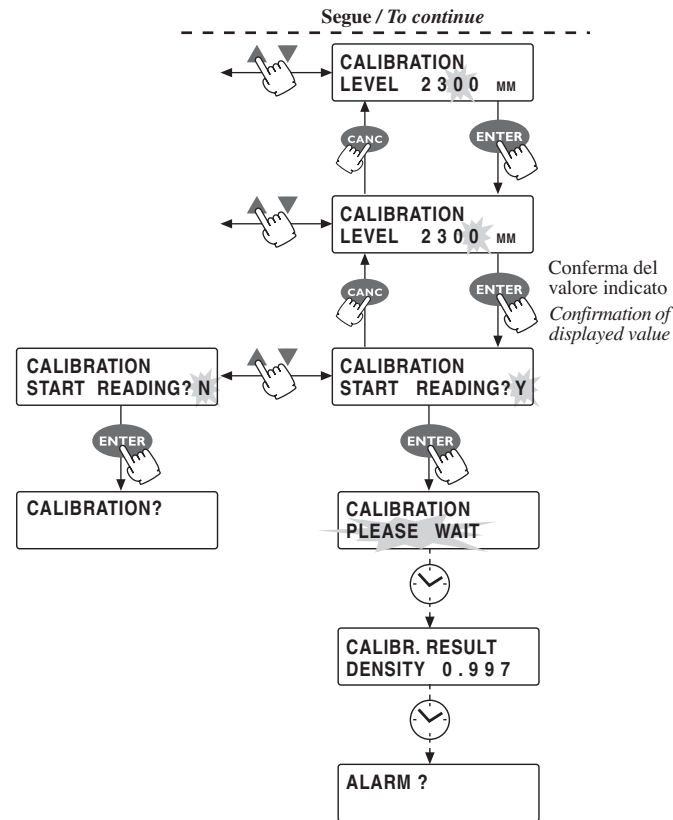 Segue / To continue
CALIBRATION
LEVEL 2300 MM
CANC
ENTER
CALIBRATION
LEVEL 2300 MM
CANC
ENTER
Conferma del
valore indicato
Confirmation of
displayed value
CALIBRATION
START READING? N
CALIBRATION
START READING? Y
ENTER
ENTER
CALIBRATION?
CALIBRATION
PLEASE WAIT
CALIBR. RESULT
DENSITY 0.997
ALARM ?